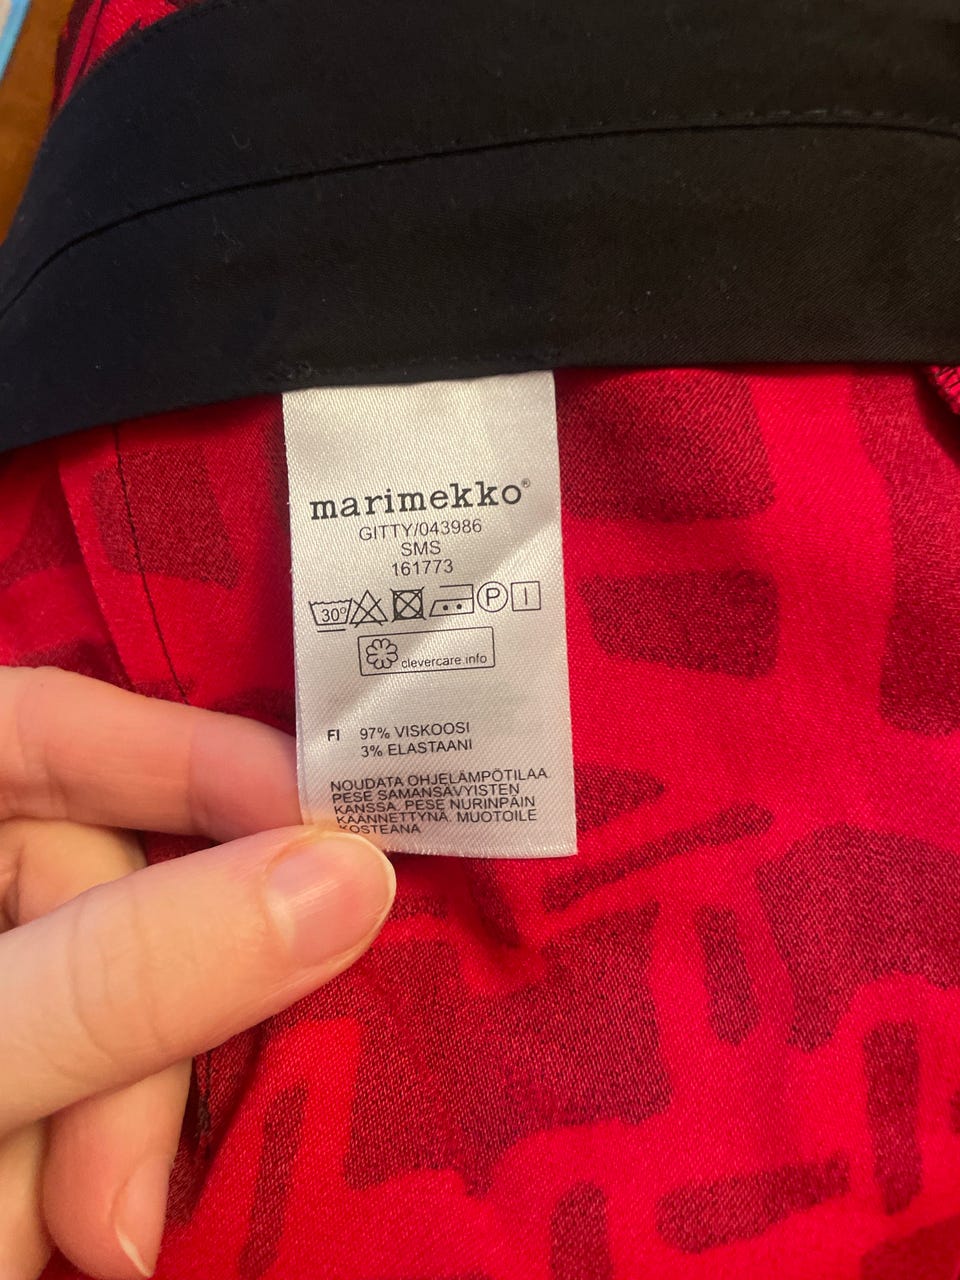 marimekko®
GITTY/043986
SMS
161773
30° P
clevercare.info
FI 97% VISKOOSI
3% ELASTAANI
NOUDATA OHJELÄMPÖTILAA.
PESE SAMANSÄVYISTEN
KANSSA. PESE NURINPÄIN
KÄÄNNETTYNÄ. MUOTOILE
KOSTEANA